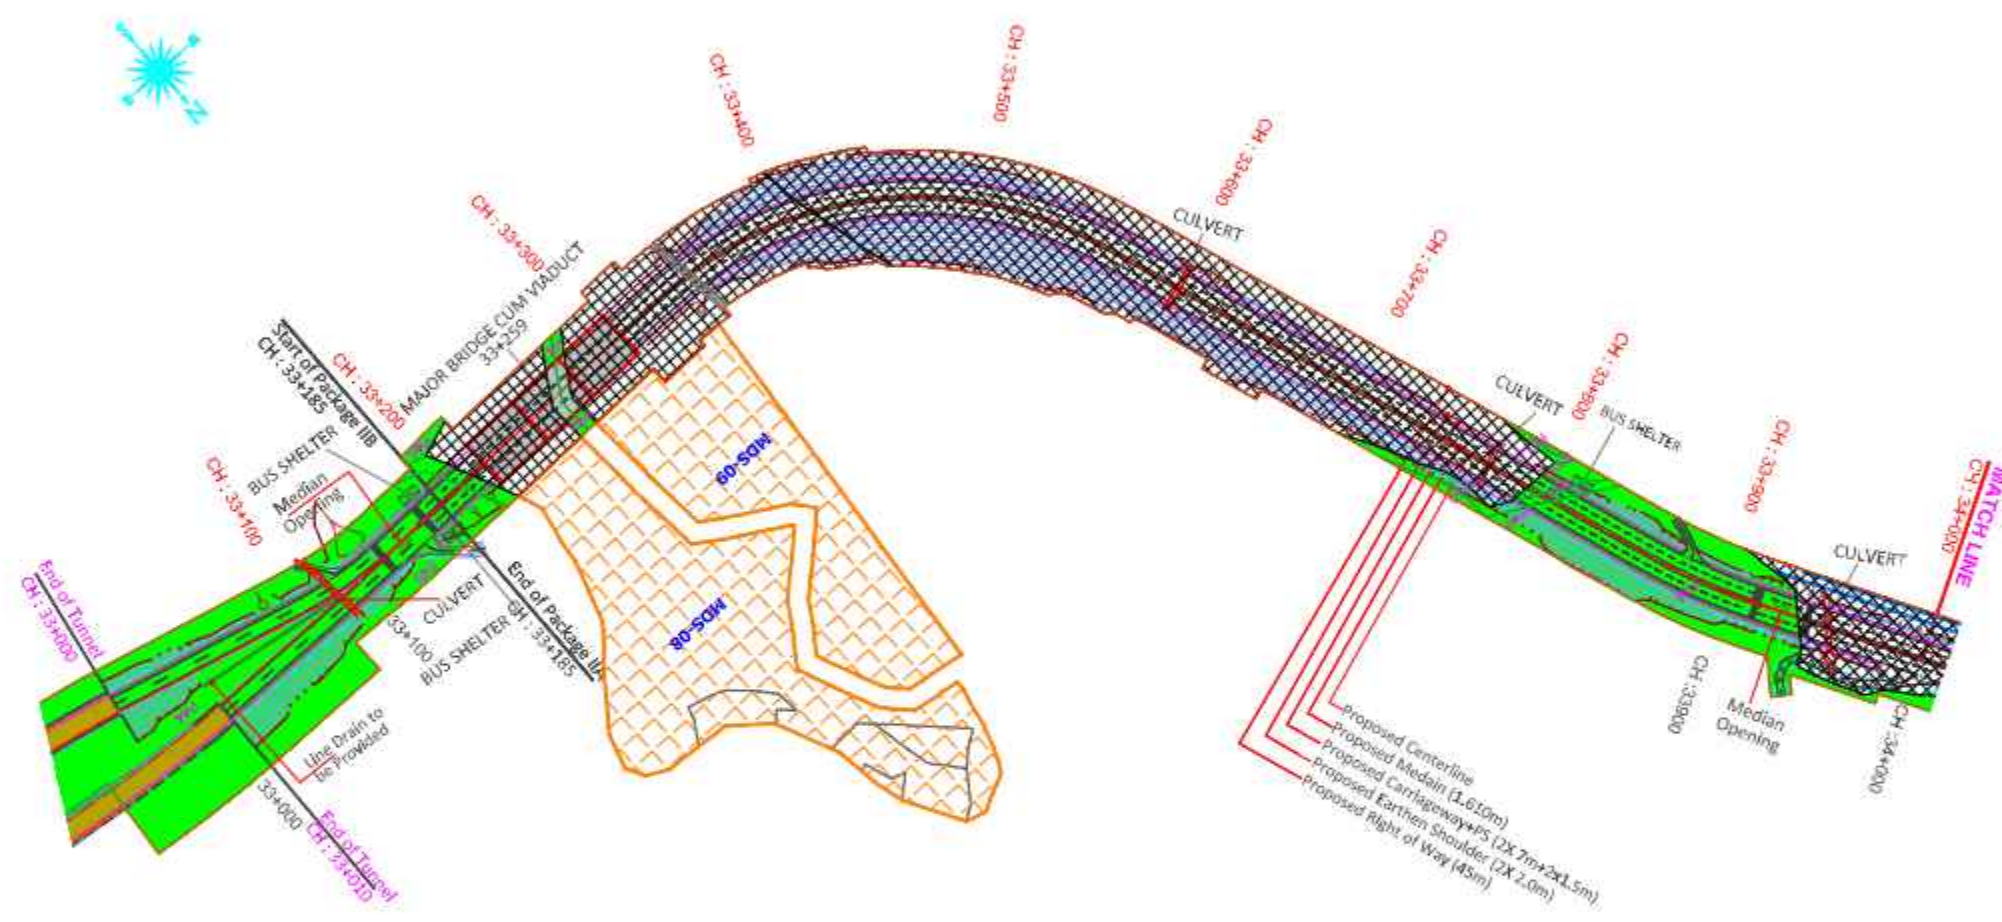 N
CH : 33+400
CH : 33+500
CH : 33+600
CULVERT
CH : 33+300
CH : 33+700
MAJOR BRIDGE CUM VIADUCT
33+259
Start of Package IIB
CH : 33+185
CH : 33+200
CULVERT
CH : 33+800
BUS SHELTER
BUS SHELTER
Median
Opening
CH : 33+100
MDS-09
CH : 33+900
MATCH LINE
CH : 34+000
CULVERT
End of Tunnel
CH : 33+000
CULVERT
33+100
BUS SHELTER
End of Package IIA
CH : 33+185
MDS-08
CH :33900
Median
Opening
CH :34+000
Line Drain to
be Provided
33+000
End of Tunnel
CH : 33+010
Proposed Centerline
Proposed Medain (1.610m)
Proposed Carriageway+PS (2X 7m+2x1.5m)
Proposed Earthen Shoulder (2X 2.0m)
Proposed Right of Way (45m)